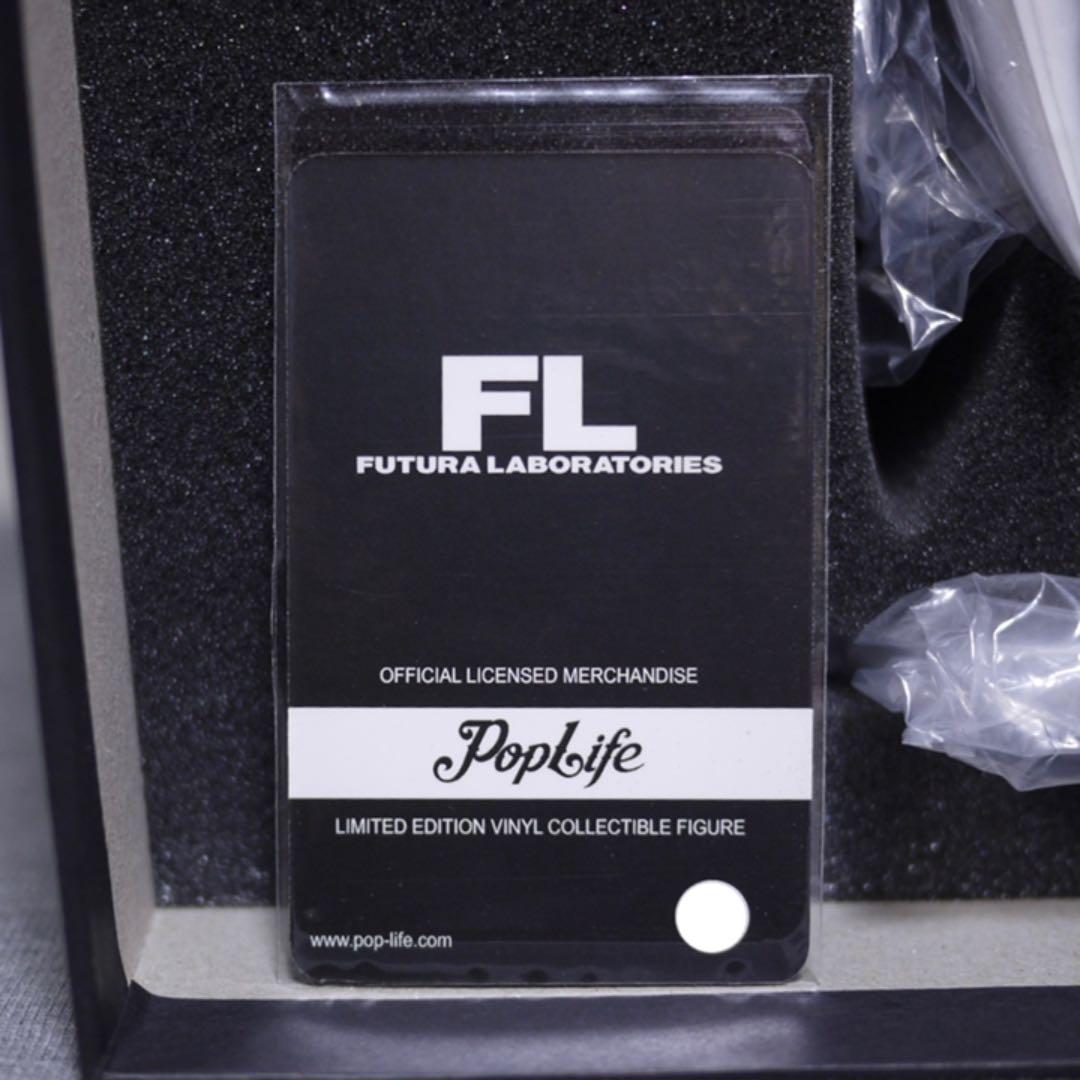 FL
FUTURA LABORATORIES
OFFICIAL LICENSED MERCHANDISE
PopLife
LIMITED EDITION VINYL COLLECTIBLE FIGURE
www.pop-life.com